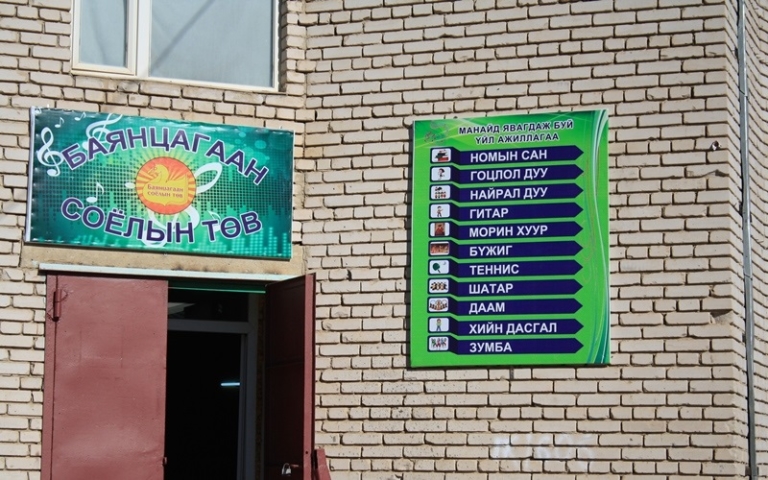 БАЯНЦАГААН
Баянцагаан
соёлын төв
СОЁЛЫН ТӨВ
МАНАЙД ЯВАГДАЖ БУЙ
ҮЙЛ АЖИЛЛАГАА
НОМЫН САН
ГОЦЛОЛ ДУУ
НАЙРАЛ ДУУ
ГИТАР
МОРИН ХУУР
БҮЖИГ
ТЕННИС
ШАТАР
ДААМ
ХИЙН ДАСГАЛ
ЗУМБА